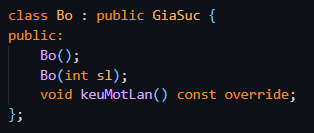 class Bo : public GiaSuc {
public:
    Bo();
    Bo(int sl);
    void keuMotLan() const override;
};